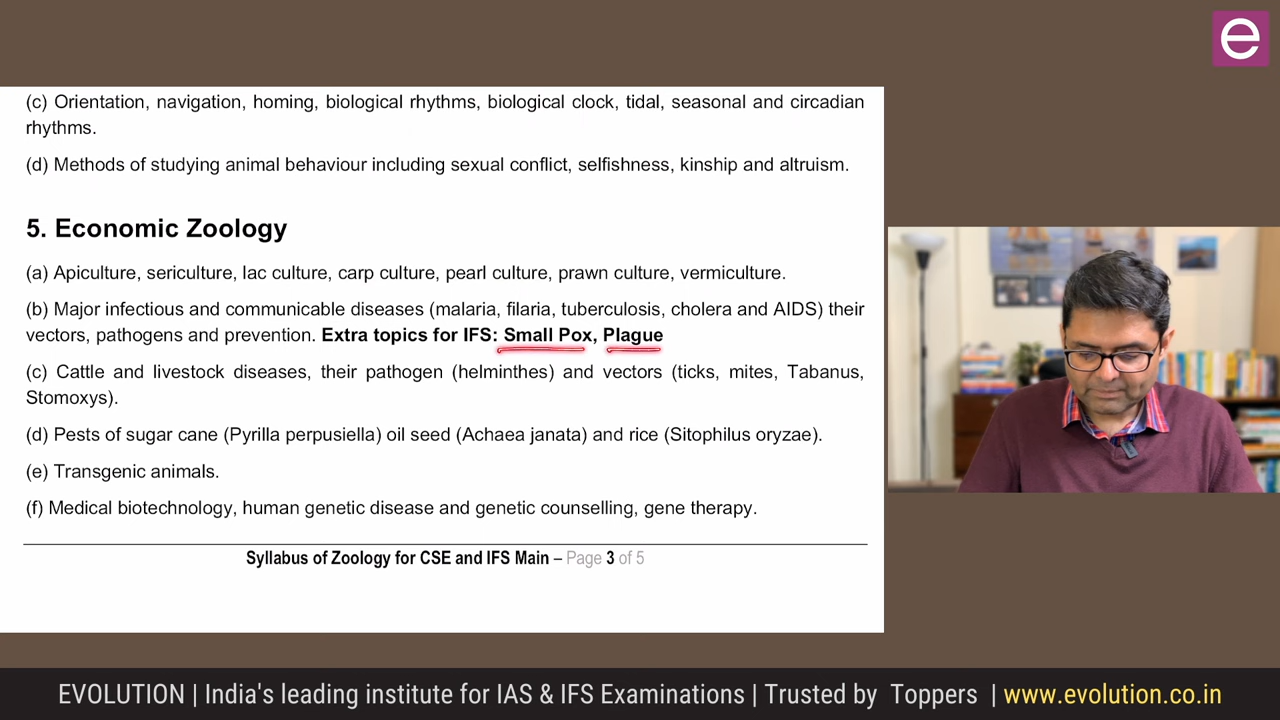 e
(c) Orientation, navigation, homing, biological rhythms, biological clock, tidal, seasonal and circadian
rhythms.
(d) Methods of studying animal behaviour including sexual conflict, selfishness, kinship and altruism.
5. Economic Zoology
(a) Apiculture, sericulture, lac culture, carp culture, pearl culture, prawn culture, vermiculture.
(b) Major infectious and communicable diseases (malaria, filaria, tuberculosis, cholera and AIDS) their
vectors, pathogens and prevention. Extra topics for IFS: Small Pox, Plague
(c) Cattle and livestock diseases, their pathogen (helminthes) and vectors (ticks, mites, Tabanus,
Stomoxys).
(d) Pests of sugar cane (Pyrilla perpusiella) oil seed (Achaea janata) and rice (Sitophilus oryzae).
(e) Transgenic animals.
(f) Medical biotechnology, human genetic disease and genetic counselling, gene therapy.
Syllabus of Zoology for CSE and IFS Main – Page 3 of 5
EVOLUTION | India's leading institute for IAS & IFS Examinations | Trusted by Toppers | www.evolution.co.in